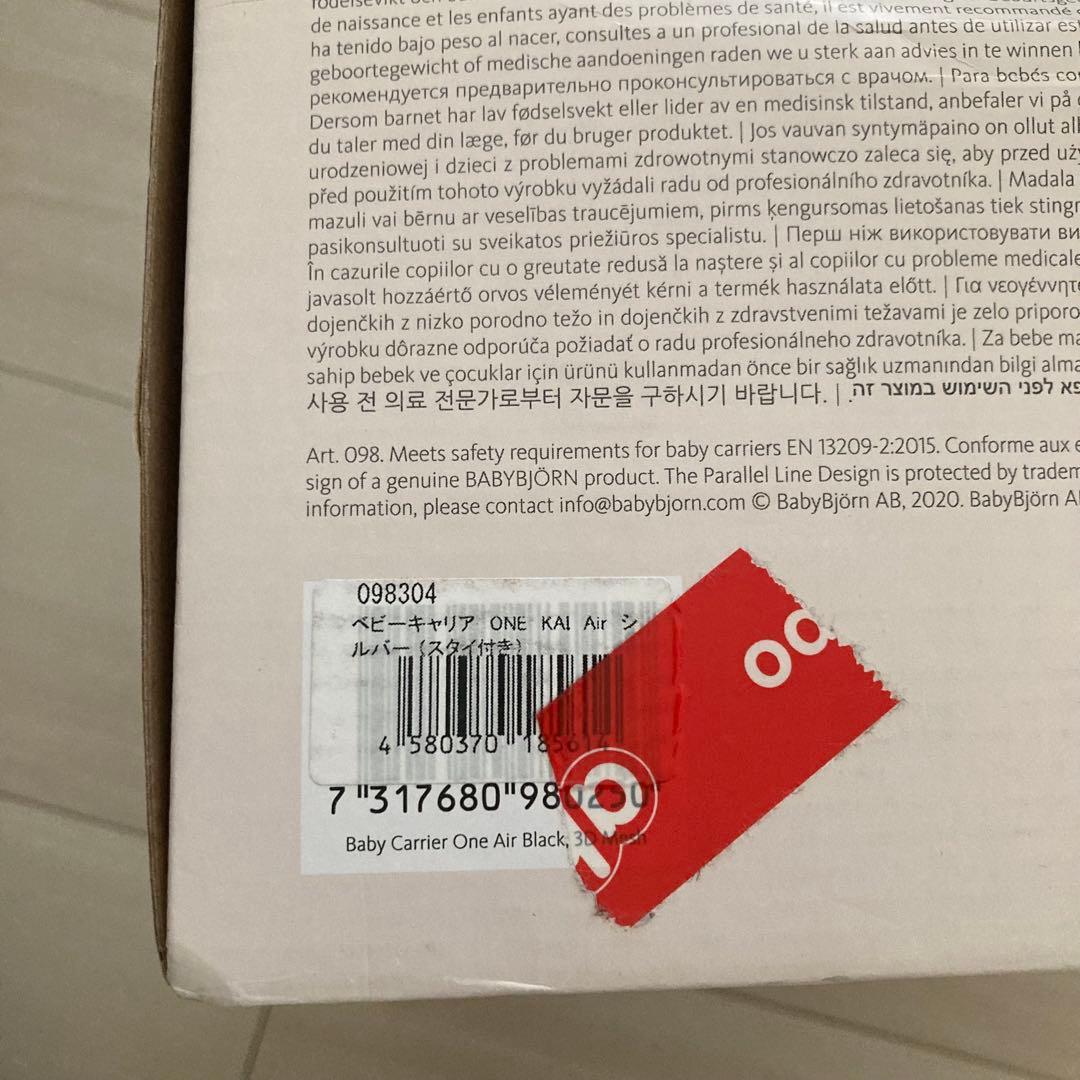 de naissance et les enfants ayant des problèmes de santé, il est vivement recommandé
ha tenido bajo peso al nacer, consultes a un profesional de la salud antes de utilizar
geboortegewicht of medische aandoeningen raden we u sterk aan advies in te winnen
рекомендуется предварительно проконсультироваться с врачом. | Para bebés
Dersom barnet har lav fødselsvekt eller lider av en medisinsk tilstand, anbefaler vi på
du taler med din læge, før du bruger produktet. | Jos vauvan syntymäpaino on ollut
urodzeniowej i dzieci z problemami zdrowotnymi stanowczo zaleca się, aby przed
před použitím tohoto výrobku vyžádali radu od profesionálního zdravotníka. | Madala
mazuli vai bērnu ar veselības traucējumiem, pirms ķengursomas lietošanas tiek
pasikonsultuoti su sveikatos priežiūros specialistu. | Перш ніж використовувати
În cazurile copiilor cu o greutate redusă la naștere și al copiilor cu probleme medicale
javasolt hozzáértő orvos véleményét kérni a termék használata előtt. | Για
dojenčkih z nizko porodno težo in dojenčkih z zdravstvenimi težavami je zelo
výrobku dôrazne odporúča požiadať o radu profesionálneho zdravotníka. | Za bebe
sahip bebek ve çocuklar için ürünü kullanmadan önce bir sağlık uzmanından bilgi
사용 전 의료 전문가로부터 자문을 구하시기 바랍니다. | לפני השימוש במוצר זה.
Art. 098. Meets safety requirements for baby carriers EN 13209-2:2015. Conforme aux
sign of a genuine BABYBJÖRN product. The Parallel Line Design is protected by
information, please contact info@babybjorn.com © BabyBjörn AB, 2020. BabyBjörn
098304
ベビーキャリア ONE KAI Air シ
ルバー（スタイ付き）
4 580370 185614
7 317680 980250
Baby Carrier One Air Black, 3D Mesh